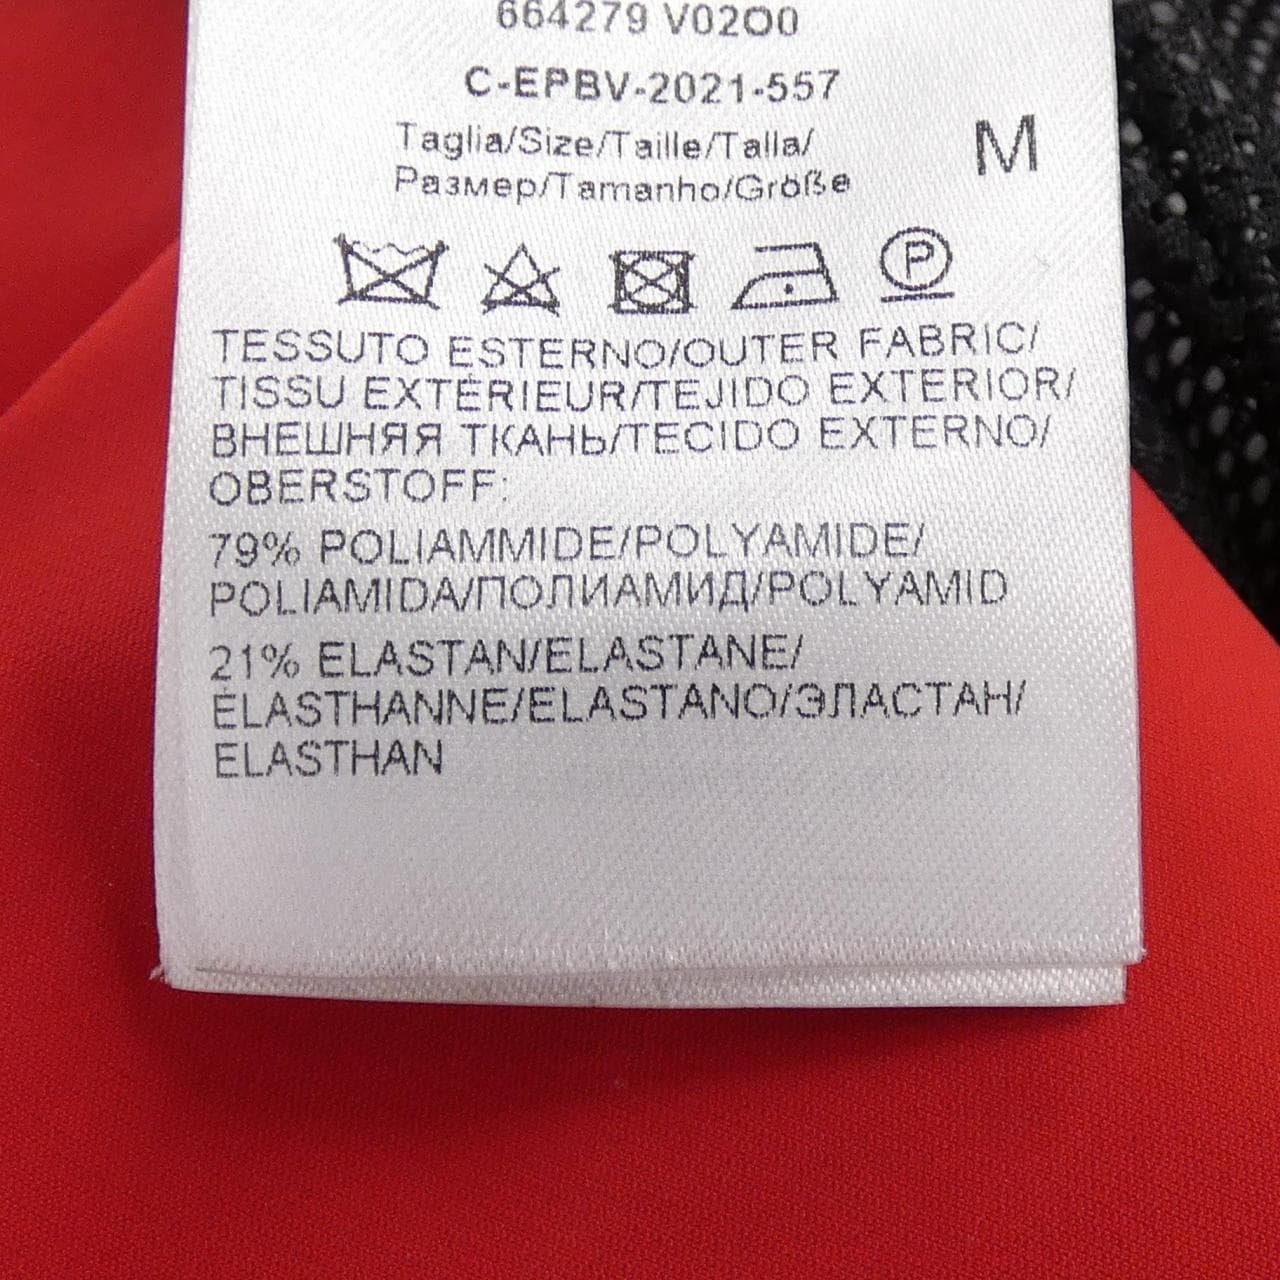 664279 V02O0
C-EPBV-2021-557
Taglia/Size/Taille/Talla/
Размер/Tamanho/Größe
M
P
TESSUTO ESTERNO/OUTER FABRIC/
TISSU EXTÉRIEUR/TEJIDO EXTERIOR/
ВНЕШНЯЯ ТКАНЬ/TECIDO EXTERNO/
OBERSTOFF:
79% POLIAMMIDE/POLYAMIDE/
POLIAMIDA/ПОЛИАМИД/POLYAMID
21% ELASTAN/ELASTANE/
ÉLASTHANNE/ELASTANO/ЭЛАСТАН/
ELASTHAN